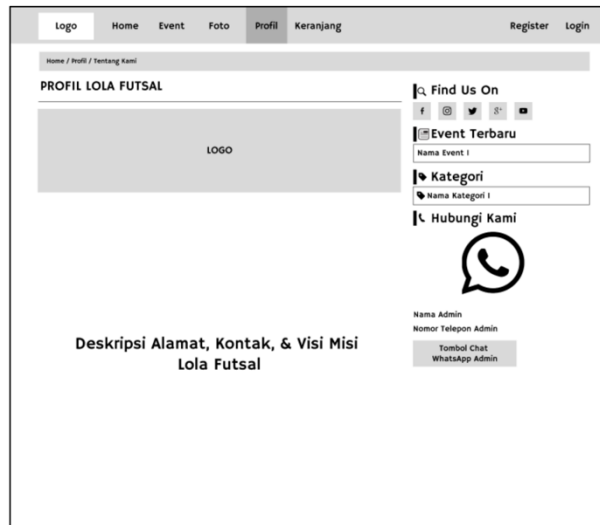 Logo Home Event Foto Profil Keranjang Register Login
Home / Profil / Tentang Kami
PROFIL LOLA FUTSAL
LOGO
Deskripsi Alamat, Kontak, & Visi Misi
Lola Futsal
Find Us On
Event Terbaru
Nama Event 1
Kategori
Nama Kategori 1
Hubungi Kami
Nama Admin
Nomor Telepon Admin
Tombol Chat
WhatsApp Admin